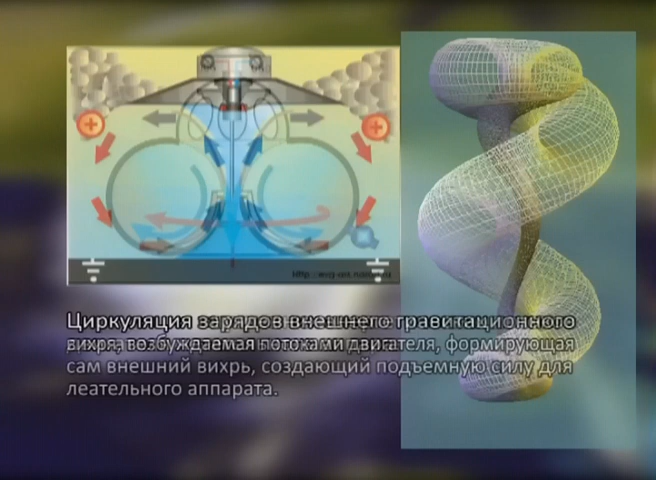 Циркуляция зарядов внешнего гравитационного
вихря, возбуждаемая потоками двигателя, формирующая
сам внешний вихрь, создающий подъемную силу для
леательного аппарата.